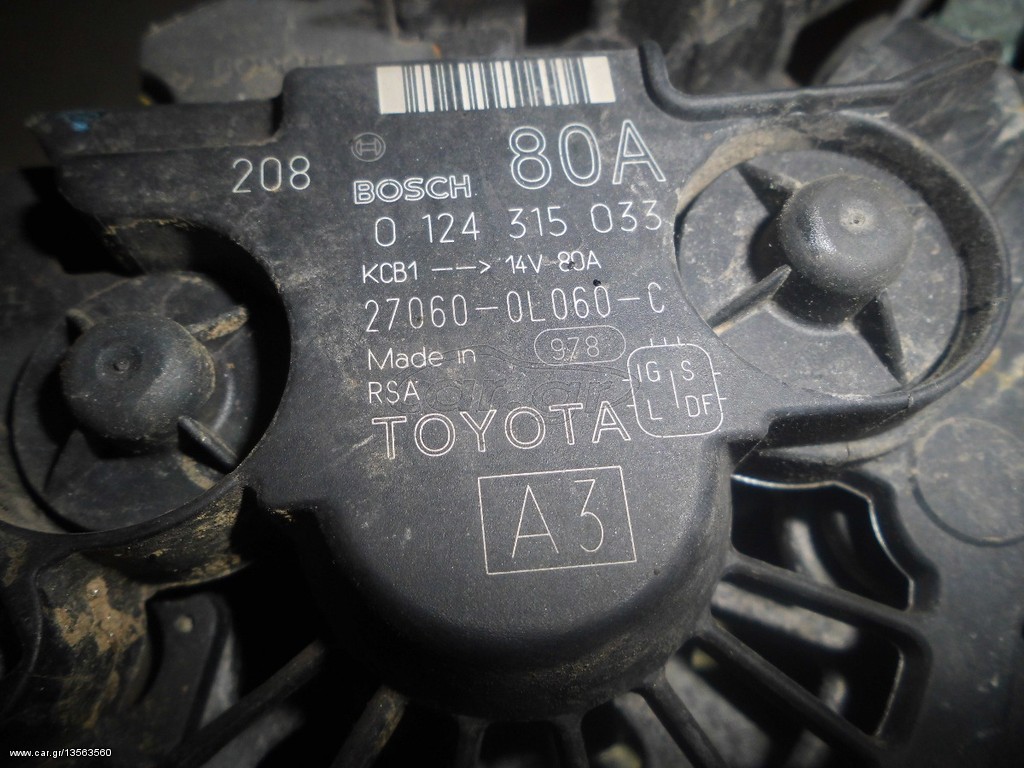 80A
208
BOSCH
0 124 315 033
KCB1 --> 14V 80A
27060-0L060-C
Made in 978
RSA
IG S
L DF
TOYOTA
A3
www.car.gr/13563560